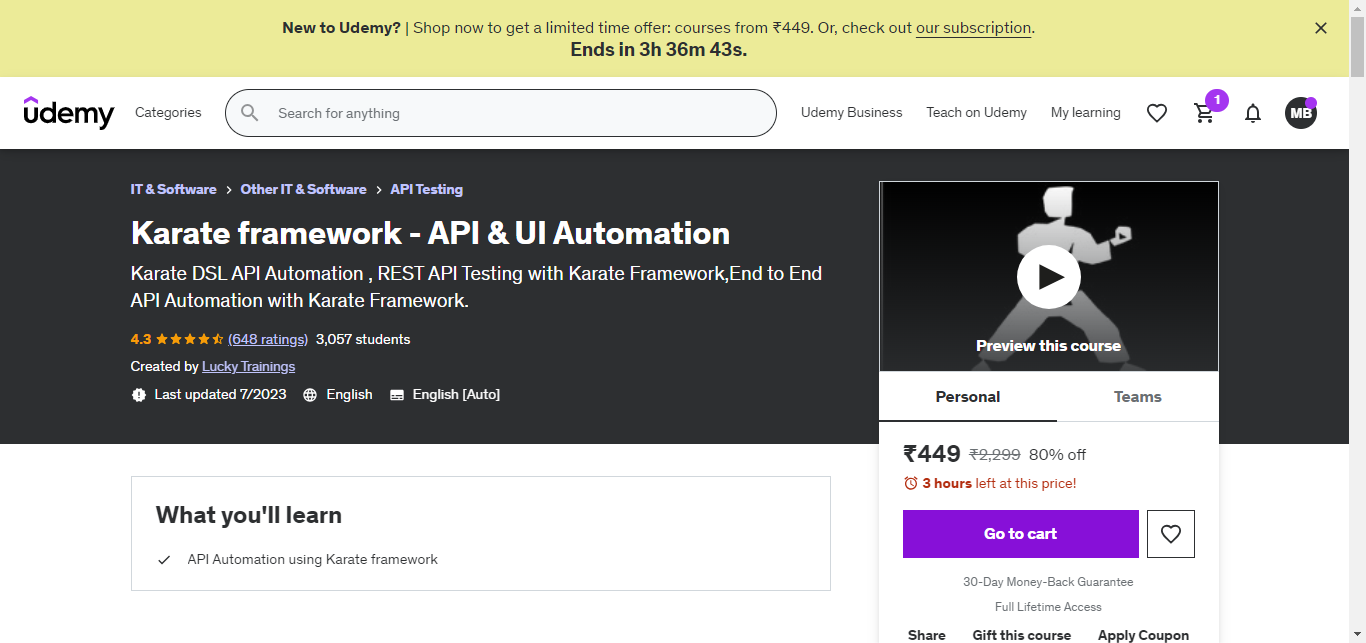 New to Udemy? | Shop now to get a limited time offer: courses from ₹449. Or, check out our subscription.
Ends in 3h 36m 43s.
udemy
Categories
Search for anything
Udemy Business
Teach on Udemy
My learning
1
MB
IT & Software > Other IT & Software > API Testing
Karate framework - API & UI Automation
Karate DSL API Automation , REST API Testing with Karate Framework,End to End
API Automation with Karate Framework.
4.3 (648 ratings) 3,057 students
Created by Lucky Trainings
Last updated 7/2023 English English [Auto]
Preview this course
Personal
Teams
₹449 ₹2,299 80% off
3 hours left at this price!
Go to cart
30-Day Money-Back Guarantee
Full Lifetime Access
Share
Gift this course
Apply Coupon
What you'll learn
API Automation using Karate framework